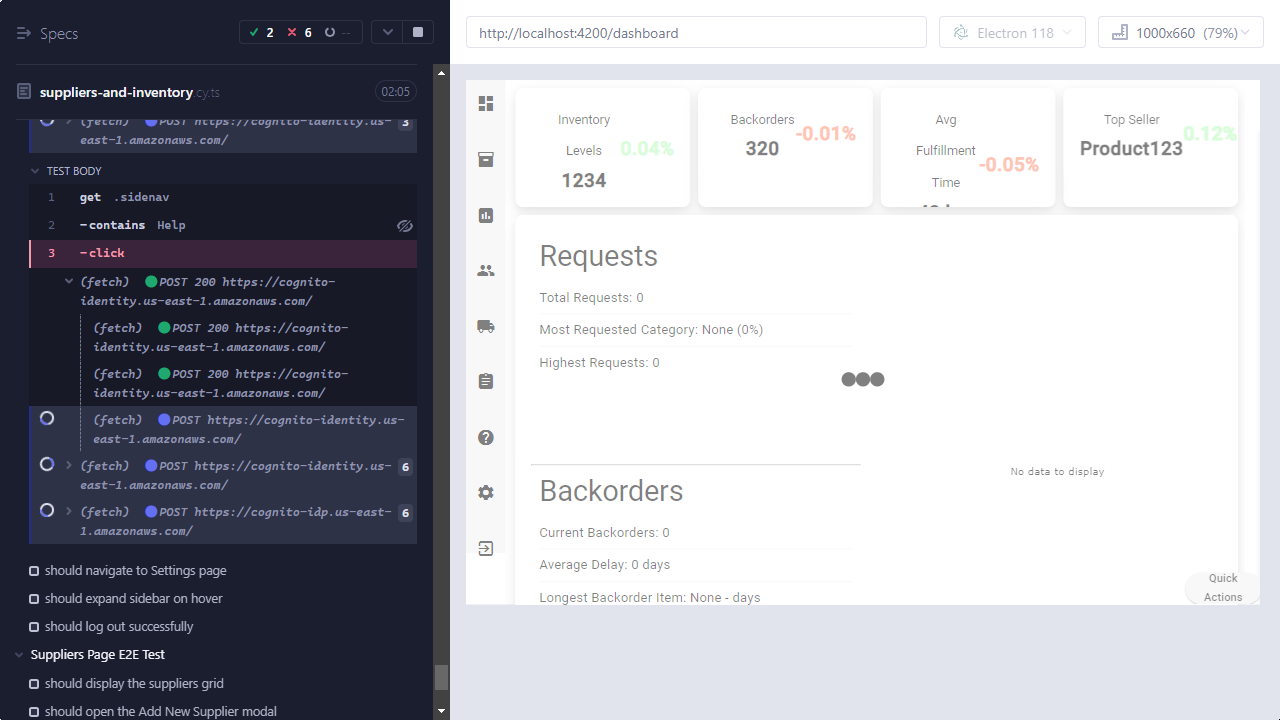 Specs
2
6
--
suppliers-and-inventory.cy.ts
02:05
(fetch) POST https://cognito-identity.us-
east-1.amazonaws.com/
3
TEST BODY
1 get .sidenav
2 -contains Help
3 -click
(fetch) POST 200 https://cognito-
identity.us-east-1.amazonaws.com/
(fetch) POST 200 https://cognito-
identity.us-east-1.amazonaws.com/
(fetch) POST 200 https://cognito-
identity.us-east-1.amazonaws.com/
(fetch) POST https://cognito-identity.us-
east-1.amazonaws.com/
(fetch) POST https://cognito-identity.us-
east-1.amazonaws.com/
6
(fetch) POST https://cognito-idp.us-east-
1.amazonaws.com/
6
should navigate to Settings page
should expand sidebar on hover
should log out successfully
Suppliers Page E2E Test
should display the suppliers grid
should open the Add New Supplier modal
http://localhost:4200/dashboard
Electron 118
1000x660 (79%)
Inventory
Levels
1234
0.04%
Backorders
320
-0.01%
Avg
Fulfillment
Time
-0.05%
Top Seller
Product123
0.12%
Requests
Total Requests: 0
Most Requested Category: None (0%)
Highest Requests: 0
Backorders
Current Backorders: 0
Average Delay: 0 days
Longest Backorder Item: None - days
No data to display
Quick
Actions